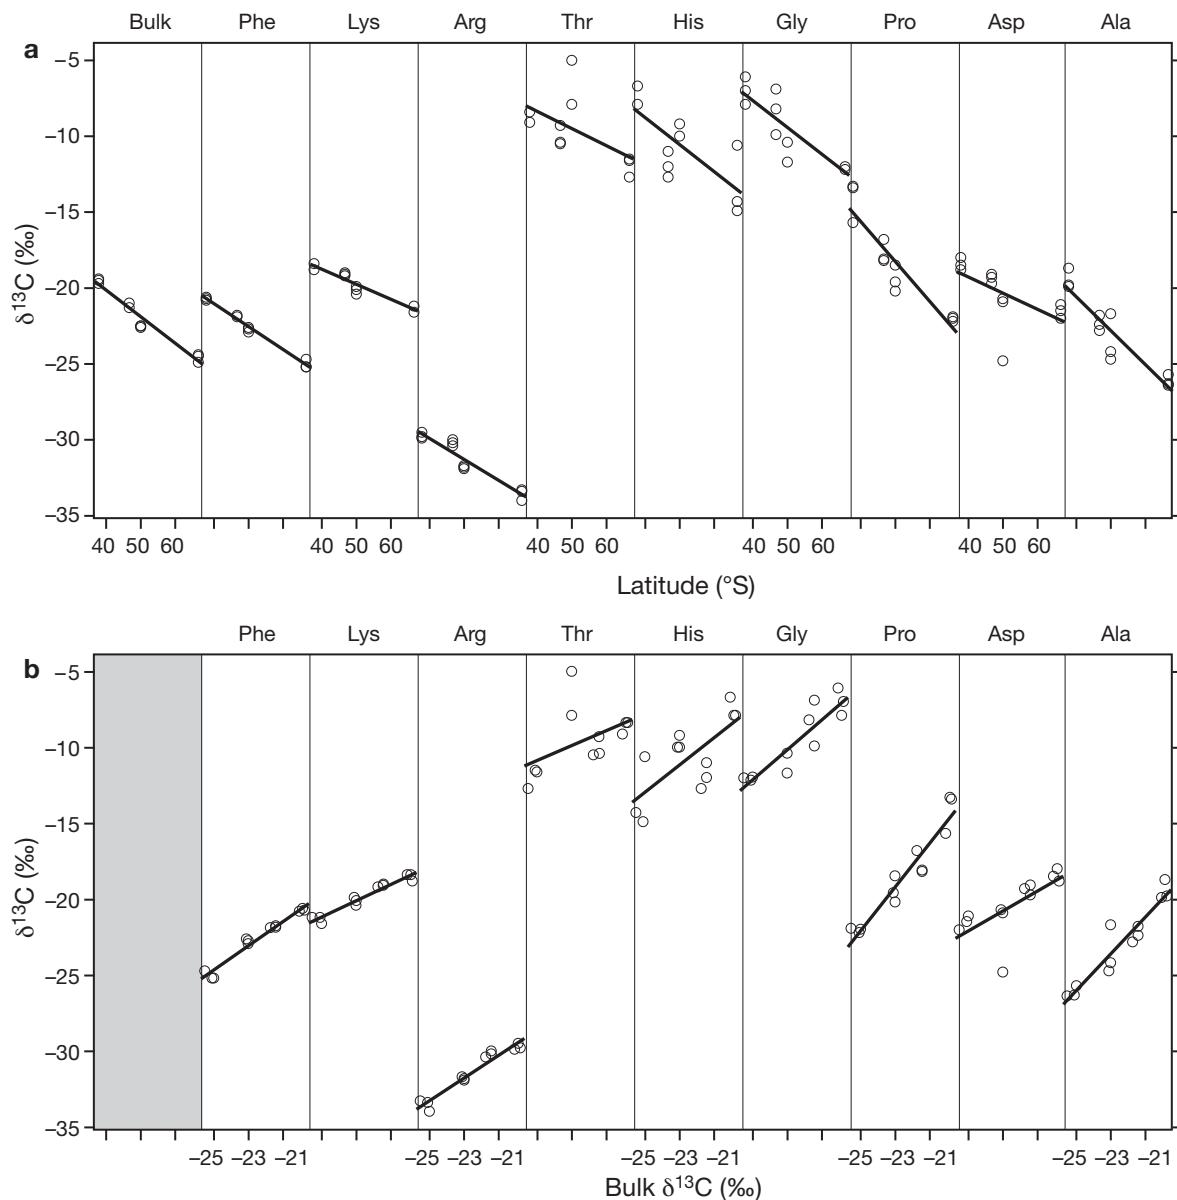 Bulk Phe Lys Arg Thr His Gly Pro Asp Ala
a
−5
−10
−15
−20
−25
−30
−35
δ13C (‰)
40 50 60 40 50 60 40 50 60 40 50 60 40 50 60
Latitude (°S)
Phe Lys Arg Thr His Gly Pro Asp Ala
b
−5
−10
−15
−20
−25
−30
−35
δ13C (‰)
−25 −23 −21 −25 −23 −21 −25 −23 −21 −25 −23 −21 −25 −23 −21
Bulk δ13C (‰)